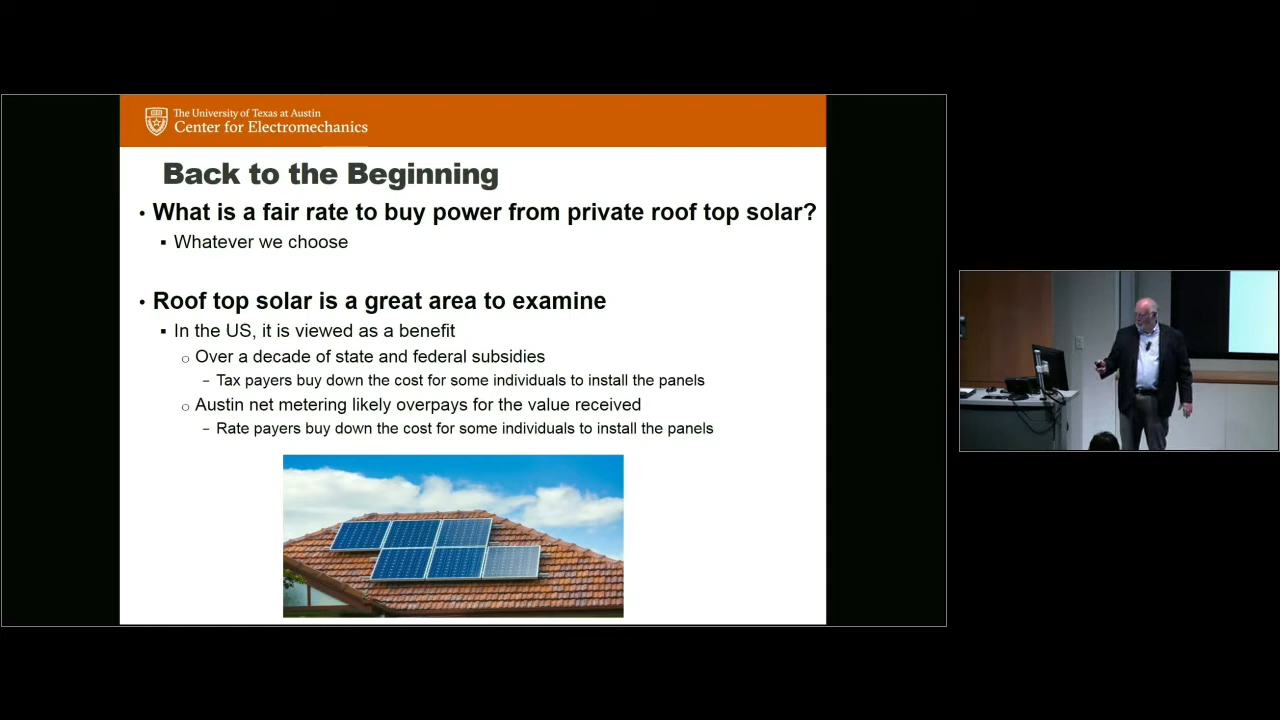 The University of Texas at Austin
Center for Electromechanics
Back to the Beginning
• What is a fair rate to buy power from private roof top solar?
▪ Whatever we choose
• Roof top solar is a great area to examine
▪ In the US, it is viewed as a benefit
o Over a decade of state and federal subsidies
– Tax payers buy down the cost for some individuals to install the panels
o Austin net metering likely overpays for the value received
– Rate payers buy down the cost for some individuals to install the panels